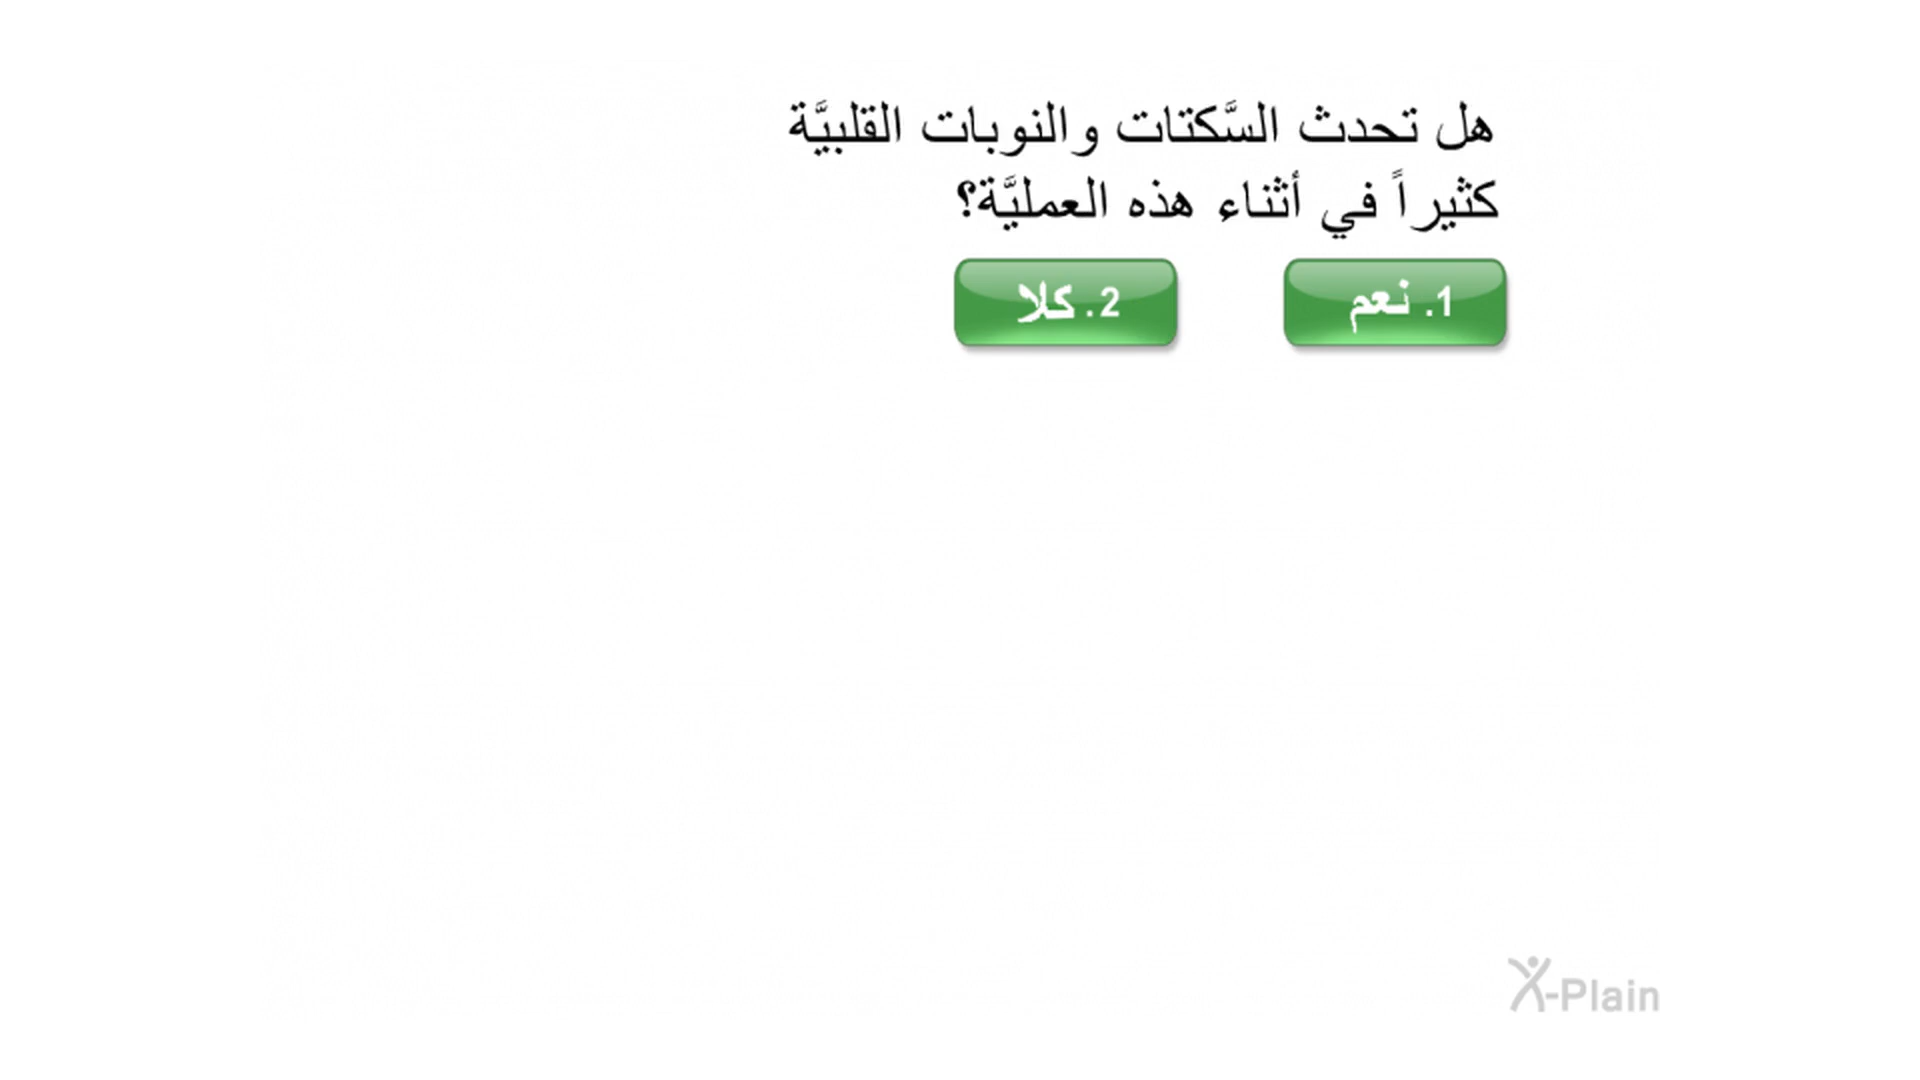 هل تحدث السَّكتات والنوبات القلبيَّة
كثيراً في أثناء هذه العمليَّة؟
1. نعم
2. كلا
X-Plain